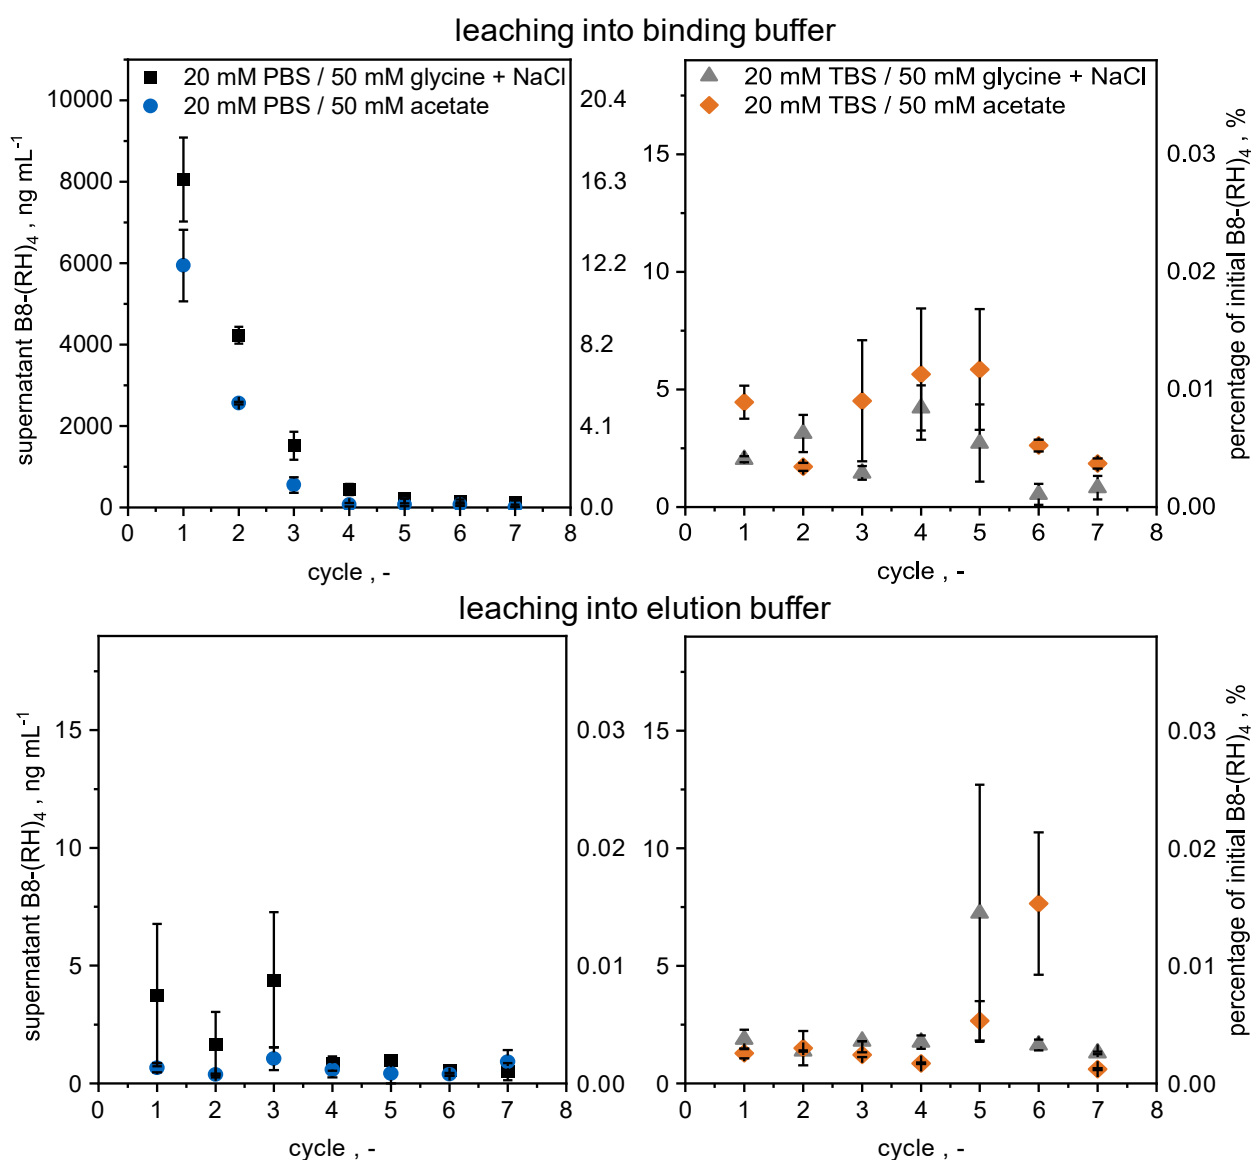 leaching into binding buffer
20 mM PBS / 50 mM glycine + NaCl
20 mM PBS / 50 mM acetate
supernatant B8-(RH)4 , ng mL-1
10000
8000
6000
4000
2000
0
20.4
16.3
12.2
8.2
4.1
0.0
0 1 2 3 4 5 6 7 8
cycle , -
20 mM TBS / 50 mM glycine + NaCl
20 mM TBS / 50 mM acetate
15
10
5
0
0.03
0.02
0.01
0.00
percentage of initial B8-(RH)4 , %
0 1 2 3 4 5 6 7 8
cycle , -
leaching into elution buffer
supernatant B8-(RH)4 , ng mL-1
15
10
5
0
0.03
0.02
0.01
0.00
0 1 2 3 4 5 6 7 8
cycle , -
15
10
5
0
0.03
0.02
0.01
0.00
percentage of initial B8-(RH)4 , %
0 1 2 3 4 5 6 7 8
cycle , -